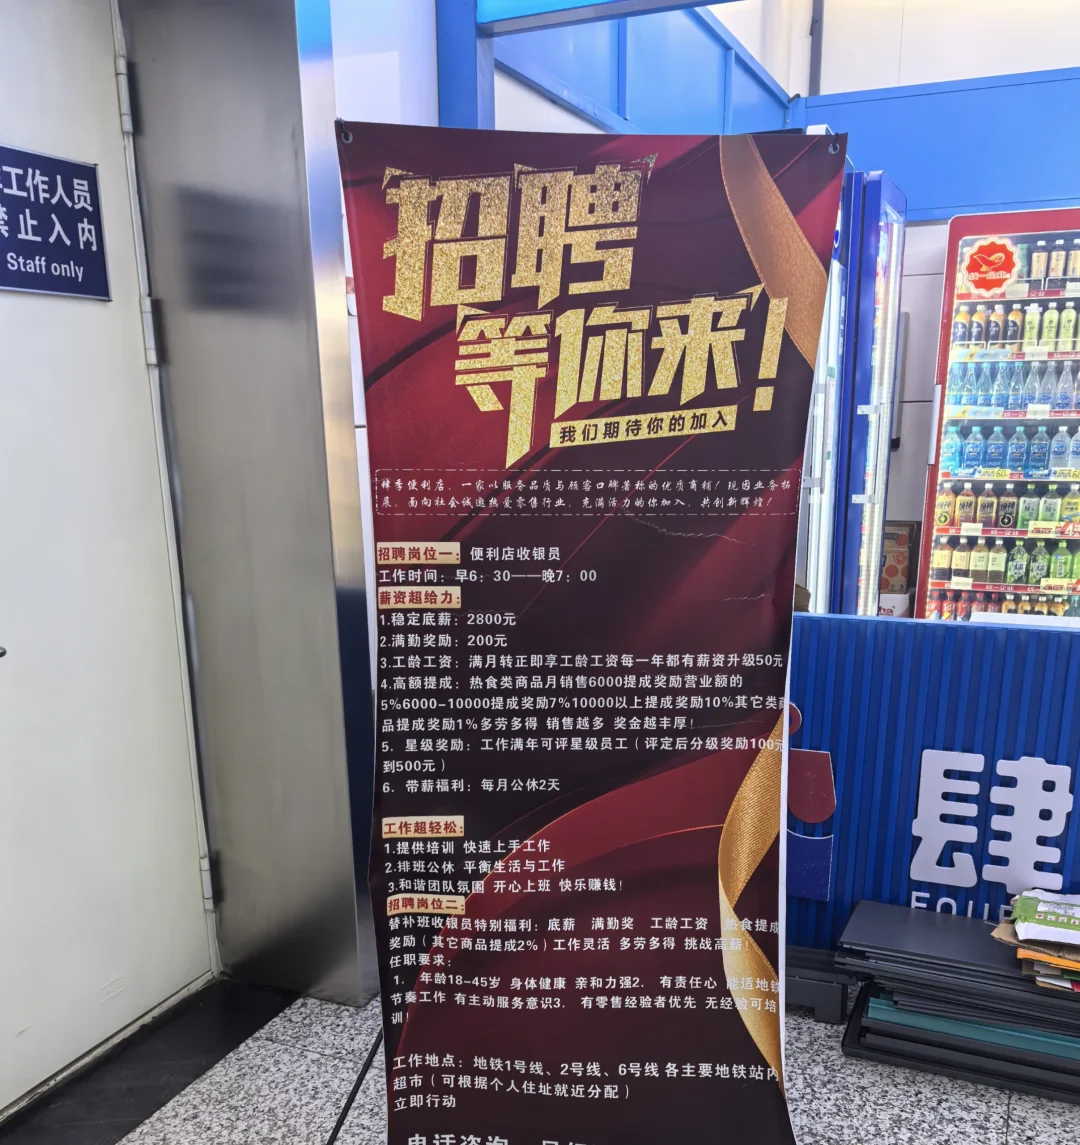 工作人员
禁止入内
Staff only
招聘
等你来!
我们期待你的加入
肆季便利店,一家以服务品质与顾客口碑著称的优质商铺!现因业务拓
展,面向社会诚邀热爱零售行业,充满活力的你加入,共创新辉煌!
招聘岗位一:便利店收银员
工作时间:早6:30——晚7:00
薪资超给力:
1.稳定底薪:2800元
2.满勤奖励:200元
3.工龄工资:满月转正即享工龄工资每一年都有薪资升级50元
4.高额提成:热食类商品月销售6000提成奖励营业额的
5%6000-10000提成奖励7%10000以上提成奖励10%其它类商
品提成奖励1%多劳多得 销售越多 奖金越丰厚!
5. 星级奖励:工作满年可评星级员工(评定后分级奖励100元
到500元)
6. 带薪福利:每月公休2天
工作超轻松:
1.提供培训 快速上手工作
2.排班公休 平衡生活与工作
3.和谐团队氛围 开心上班 快乐赚钱!
招聘岗位二:
替补班收银员特别福利:底薪 满勤奖 工龄工资 热食提成
奖励(其它商品提成2%)工作灵活 多劳多得 挑战高薪!
任职要求:
1. 年龄18-45岁 身体健康 亲和力强2. 有责任心 能适地铁
节奏工作 有主动服务意识3. 有零售经验者优先 无经验可培
训!
工作地点:地铁1号线、2号线、6号线 各主要地铁站内
超市(可根据个人住址就近分配)
立即行动
电话咨询
肆
FOUR